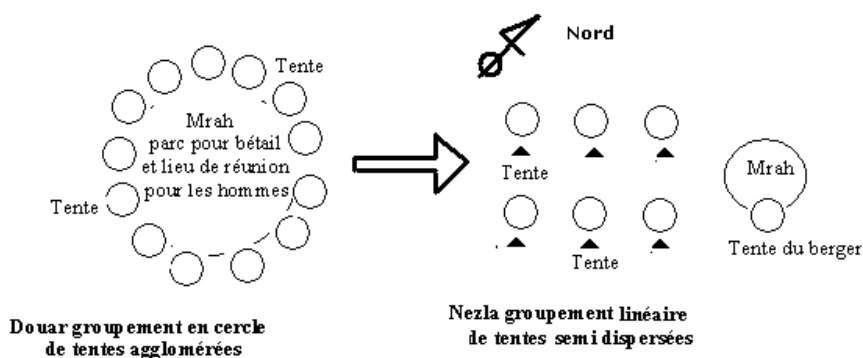 Tente
Mrah
parc pour bétail
et lieu de réunion
pour les hommes
Tente
Douar groupement en cercle
de tentes agglomérées
Nord
Tente
Tente
Mrah
Tente du berger
Nezla groupement linéaire
de tentes semi dispersées